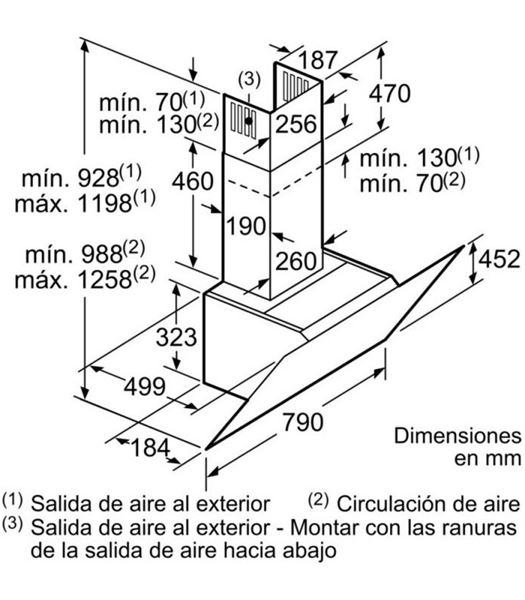 187
(3)
470
mín. 70(1)
mín. 130(2)
256
mín. 130(1)
mín. 70(2)
460
mín. 928(1)
máx. 1198(1)
190
mín. 988(2)
máx. 1258(2)
260
452
323
499
790
184
Dimensiones
en mm
(1) Salida de aire al exterior (2) Circulación de aire
(3) Salida de aire al exterior - Montar con las ranuras
de la salida de aire hacia abajo